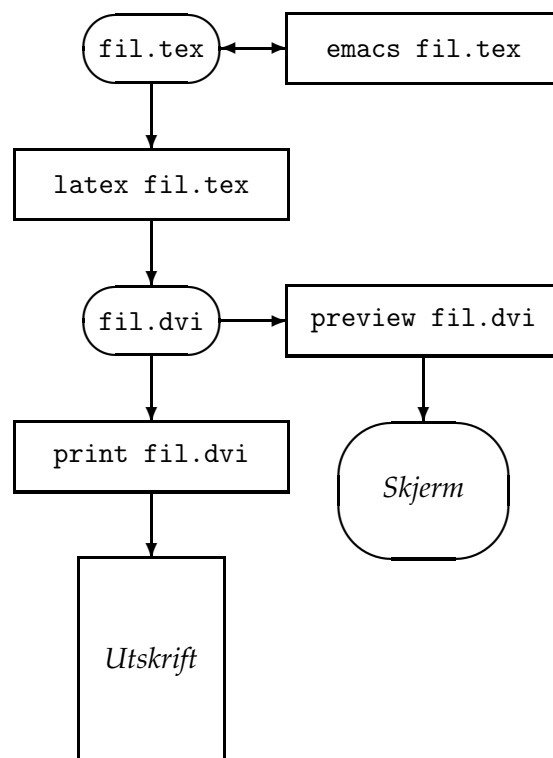 fil.tex
emacs fil.tex
latex fil.tex
fil.dvi
preview fil.dvi
print fil.dvi
Skjerm
Utskrift